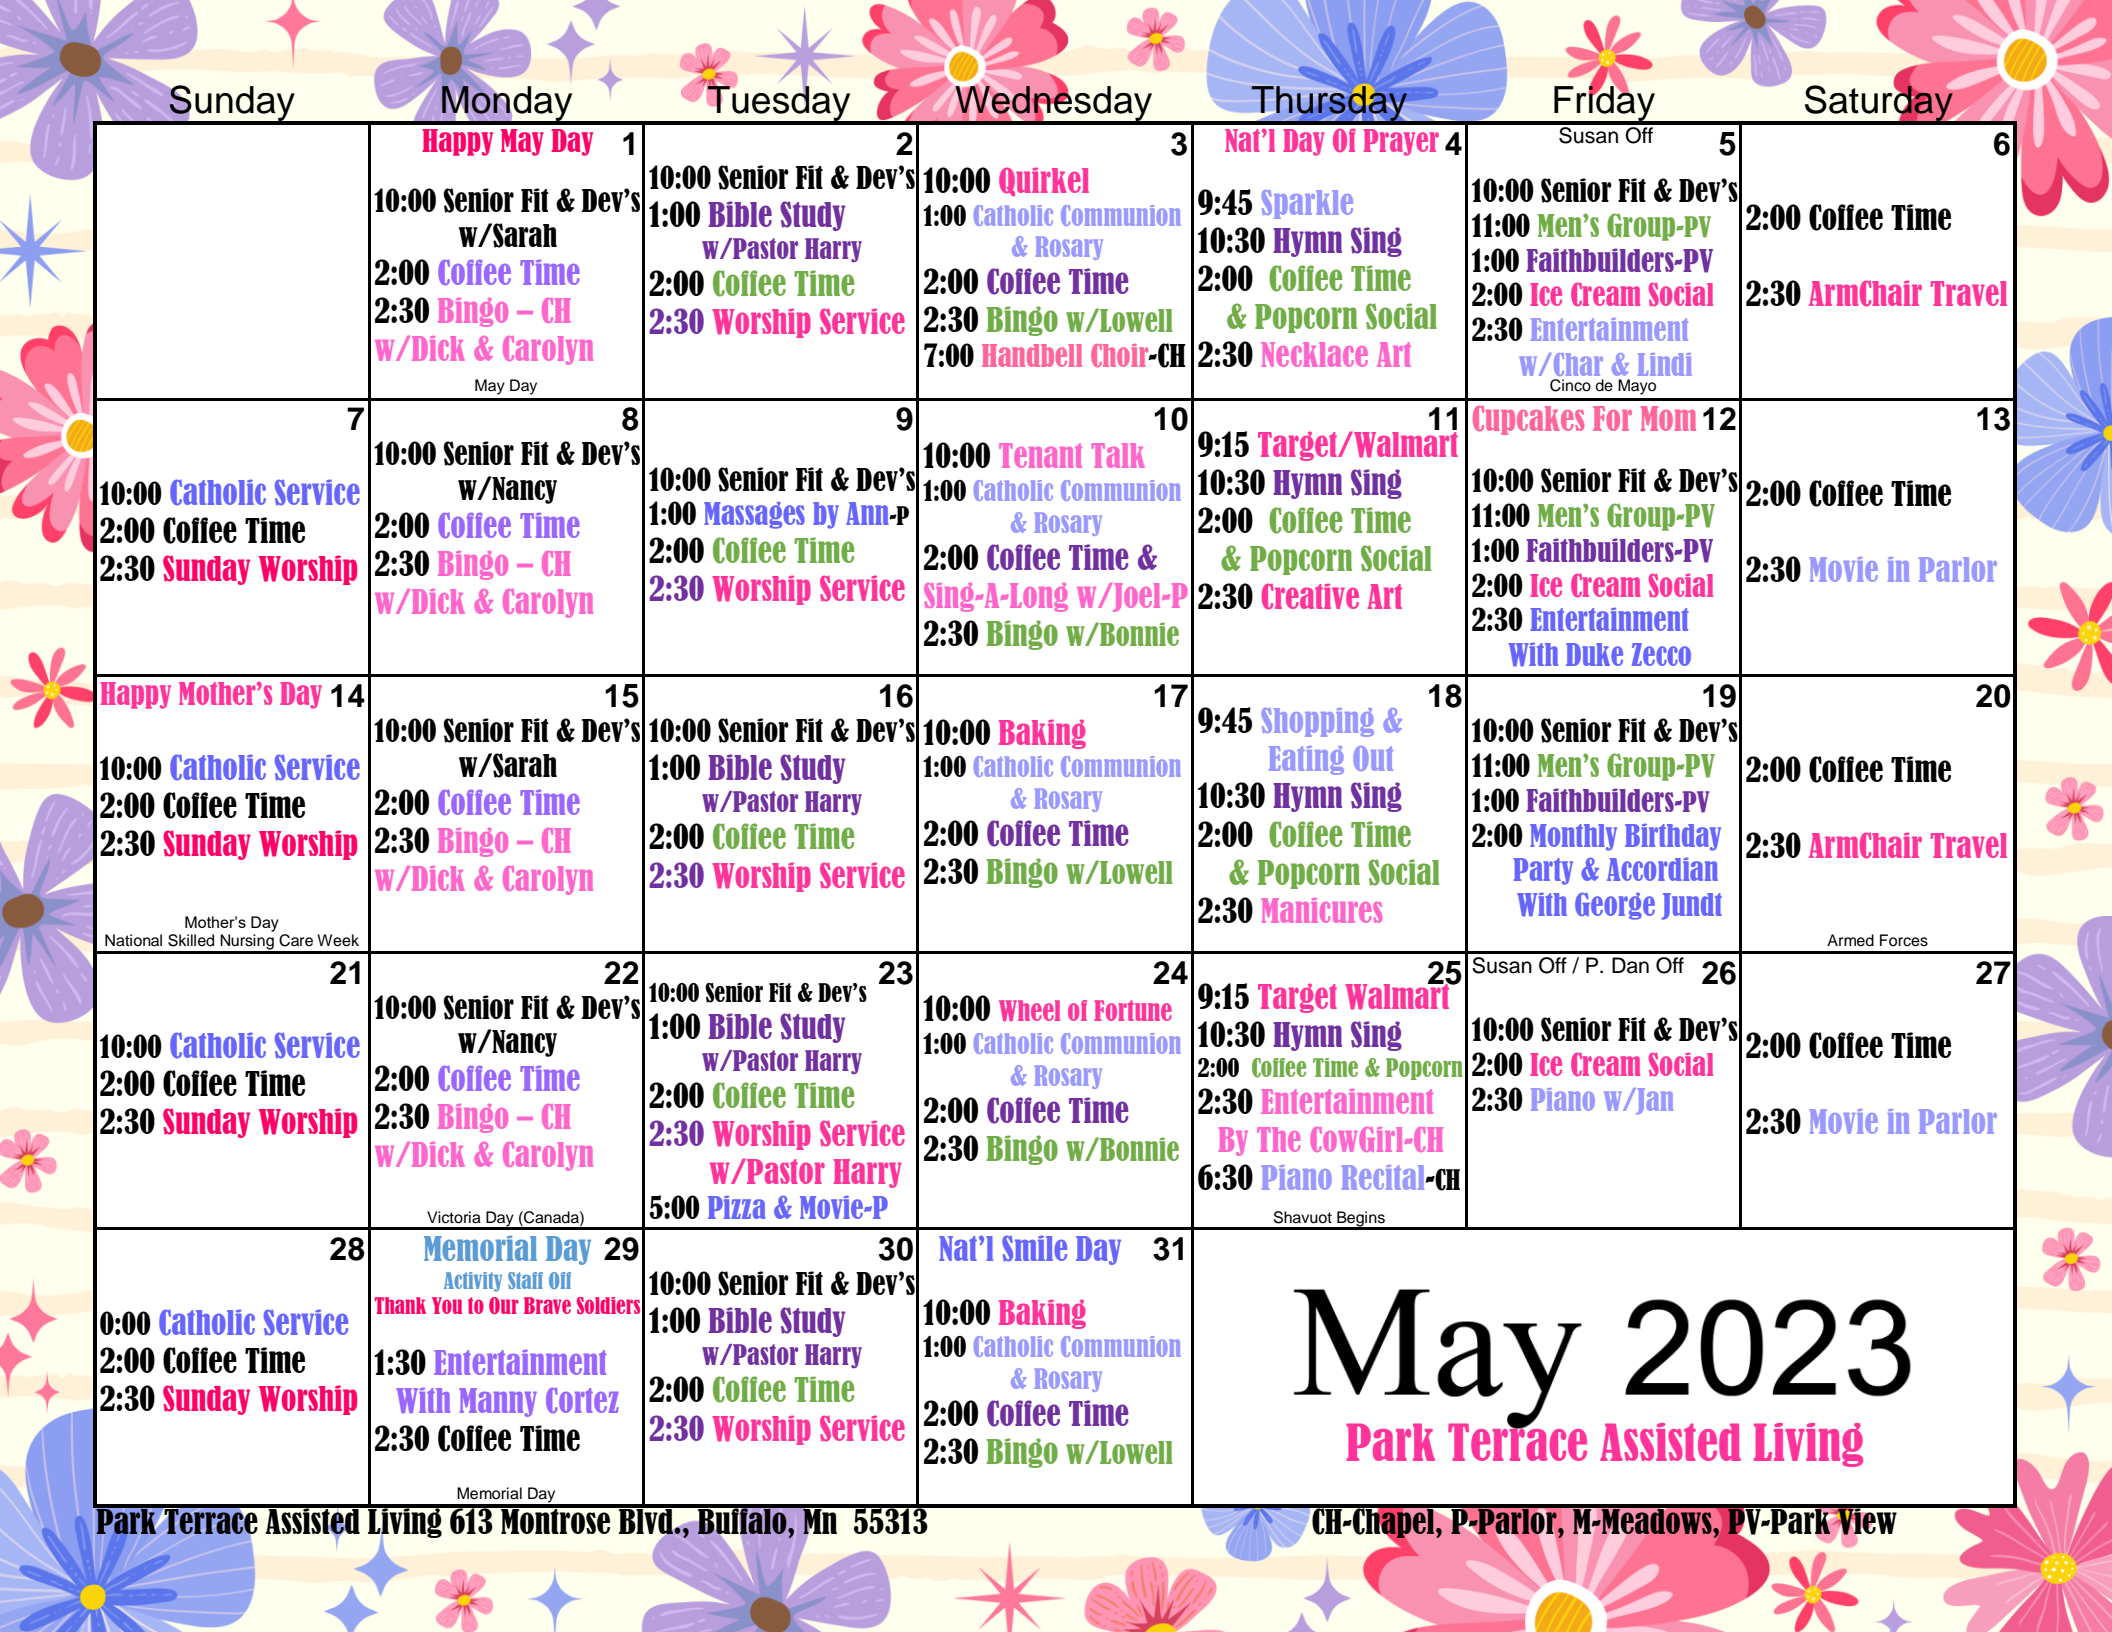 Sunday Monday Tuesday Wednesday Thursday Friday Saturday
Happy May Day 1
10:00 Senior Fit & Dev's
w/Sarah
2:00 Coffee Time
2:30 Bingo – CH
w/Dick & Carolyn
May Day
2
10:00 Senior Fit & Dev's
1:00 Bible Study
w/Pastor Harry
2:00 Coffee Time
2:30 Worship Service
3
10:00 Quirkel
1:00 Catholic Communion
& Rosary
2:00 Coffee Time
2:30 Bingo w/Lowell
7:00 Handbell Choir-CH
Nat'l Day Of Prayer 4
9:45 Sparkle
10:30 Hymn Sing
2:00 Coffee Time
& Popcorn Social
2:30 Necklace Art
Susan Off 5
10:00 Senior Fit & Dev's
11:00 Men's Group-PV
1:00 Faithbuilders-PV
2:00 Ice Cream Social
2:30 Entertainment
w/Char & Lindi
Cinco de Mayo
6
2:00 Coffee Time
2:30 ArmChair Travel
7
10:00 Catholic Service
2:00 Coffee Time
2:30 Sunday Worship
8
10:00 Senior Fit & Dev's
w/Nancy
2:00 Coffee Time
2:30 Bingo – CH
w/Dick & Carolyn
9
10:00 Senior Fit & Dev's
1:00 Massages by Ann-P
2:00 Coffee Time
2:30 Worship Service
10
10:00 Tenant Talk
1:00 Catholic Communion
& Rosary
2:00 Coffee Time &
Sing-A-Long w/Joel-P
2:30 Bingo w/Bonnie
11
9:15 Target/Walmart
10:30 Hymn Sing
2:00 Coffee Time
& Popcorn Social
2:30 Creative Art
Cupcakes For Mom 12
10:00 Senior Fit & Dev's
11:00 Men's Group-PV
1:00 Faithbuilders-PV
2:00 Ice Cream Social
2:30 Entertainment
With Duke Zecco
13
2:00 Coffee Time
2:30 Movie in Parlor
Happy Mother's Day 14
10:00 Catholic Service
2:00 Coffee Time
2:30 Sunday Worship
Mother's Day
National Skilled Nursing Care Week
15
10:00 Senior Fit & Dev's
w/Sarah
2:00 Coffee Time
2:30 Bingo – CH
w/Dick & Carolyn
16
10:00 Senior Fit & Dev's
1:00 Bible Study
w/Pastor Harry
2:00 Coffee Time
2:30 Worship Service
17
10:00 Baking
1:00 Catholic Communion
& Rosary
2:00 Coffee Time
2:30 Bingo w/Lowell
18
9:45 Shopping &
Eating Out
10:30 Hymn Sing
2:00 Coffee Time
& Popcorn Social
2:30 Manicures
19
10:00 Senior Fit & Dev's
11:00 Men's Group-PV
1:00 Faithbuilders-PV
2:00 Monthly Birthday
Party & Accordian
With George Jundt
20
2:00 Coffee Time
2:30 ArmChair Travel
Armed Forces
21
10:00 Catholic Service
2:00 Coffee Time
2:30 Sunday Worship
22
10:00 Senior Fit & Dev's
w/Nancy
2:00 Coffee Time
2:30 Bingo – CH
w/Dick & Carolyn
Victoria Day (Canada)
23
10:00 Senior Fit & Dev's
1:00 Bible Study
w/Pastor Harry
2:00 Coffee Time
2:30 Worship Service
w/Pastor Harry
5:00 Pizza & Movie-P
24
10:00 Wheel of Fortune
1:00 Catholic Communion
& Rosary
2:00 Coffee Time
2:30 Bingo w/Bonnie
25
9:15 Target Walmart
10:30 Hymn Sing
2:00 Coffee Time & Popcorn
2:30 Entertainment
By The CowGirl-CH
6:30 Piano Recital-CH
Shavuot Begins
Susan Off / P. Dan Off 26
10:00 Senior Fit & Dev's
2:00 Ice Cream Social
2:30 Piano w/Jan
27
2:00 Coffee Time
2:30 Movie in Parlor
28
0:00 Catholic Service
2:00 Coffee Time
2:30 Sunday Worship
Memorial Day 29
Activity Staff Off
Thank You to Our Brave Soldiers
1:30 Entertainment
With Manny Cortez
2:30 Coffee Time
Memorial Day
30
10:00 Senior Fit & Dev's
1:00 Bible Study
w/Pastor Harry
2:00 Coffee Time
2:30 Worship Service
Nat'l Smile Day 31
10:00 Baking
1:00 Catholic Communion
& Rosary
2:00 Coffee Time
2:30 Bingo w/Lowell
May 2023
Park Terrace Assisted Living
Park Terrace Assisted Living 613 Montrose Blvd., Buffalo, Mn 55313
CH-Chapel, P-Parlor, M-Meadows, PV-Park View